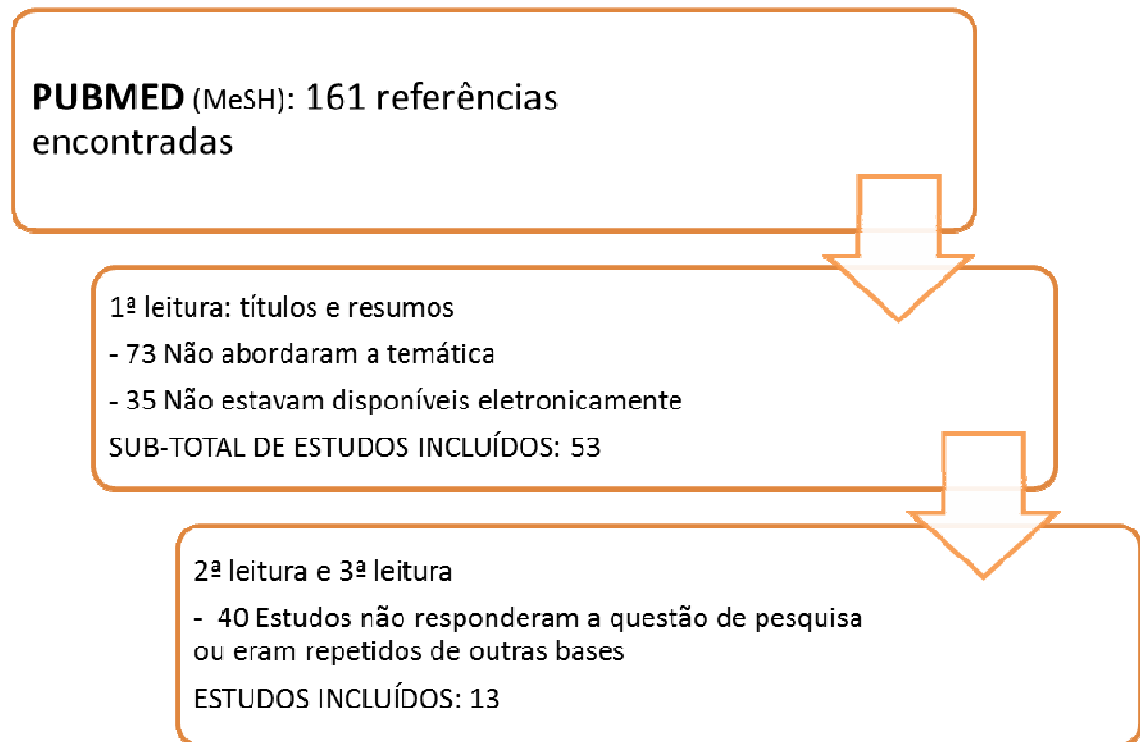 PUBMED (MeSH): 161 referências
encontradas
1ª leitura: títulos e resumos
- 73 Não abordaram a temática
- 35 Não estavam disponíveis eletronicamente
SUB-TOTAL DE ESTUDOS INCLUÍDOS: 53
2ª leitura e 3ª leitura
- 40 Estudos não responderam a questão de pesquisa
ou eram repetidos de outras bases
ESTUDOS INCLUÍDOS: 13